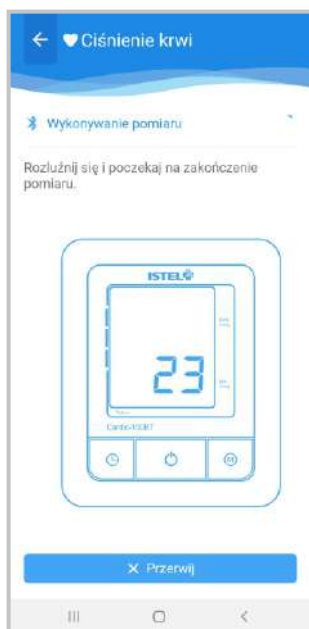 Ciśnienie krwi
Wykonywanie pomiaru
Rozluźnij się i poczekaj na zakończenie
pomiaru.
ISTEL
23
Przerwij